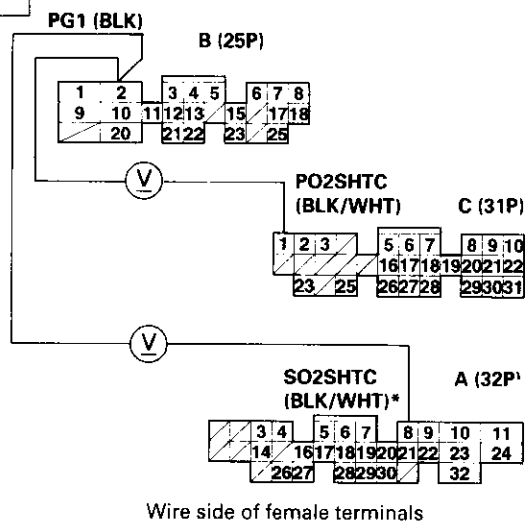 PG1 (BLK)
B (25P)
1 2 3 4 5 6 7 8
9 10 11 12 13 15 17 18
20 21 22 23 25
V
PO2SHTC
(BLK/WHT)
C (31P)
1 2 3 5 6 7 8 9 10
16 17 18 19 20 21 22
23 25 26 27 28 29 30 31
V
SO2SHTC
(BLK/WHT)*
A (32P)
3 4 5 6 7 8 9 10 11
14 16 17 18 19 20 21 22 23 24
26 27 28 29 30 32
Wire side of female terminals